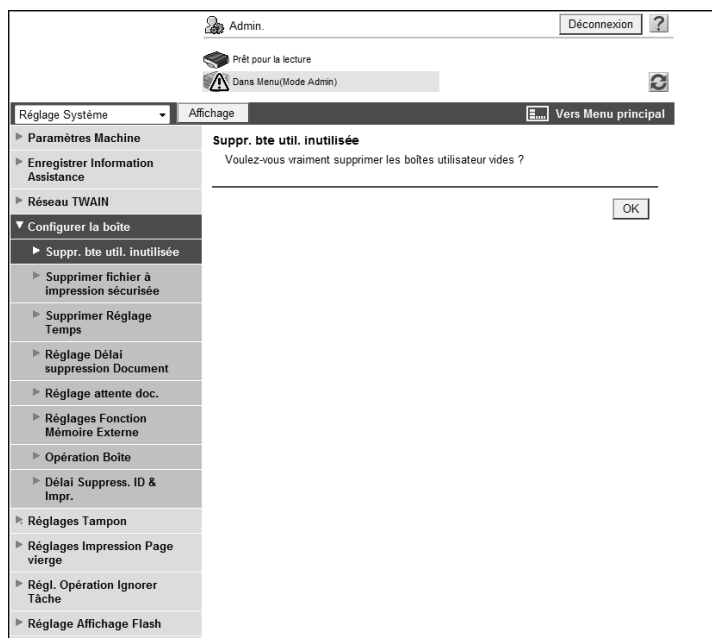 Admin.
Déconnexion
?
Prêt pour la lecture
Dans Menu(Mode Admin)
Réglage Système
Affichage
Vers Menu principal
Paramètres Machine
Enregistrer Information
Assistance
Réseau TWAIN
Configurer la boîte
Suppr. bte util. inutilisée
Supprimer fichier à
impression sécurisée
Supprimer Réglage
Temps
Réglage Délai
suppression Document
Réglage attente doc.
Réglages Fonction
Mémoire Externe
Opération Boîte
Délai Suppress. ID &
Impr.
Réglages Tampon
Réglages Impression Page
vierge
Régl. Opération Ignorer
Tâche
Réglage Affichage Flash
Suppr. bte util. inutilisée
Voulez-vous vraiment supprimer les boîtes utilisateur vides ?
OK